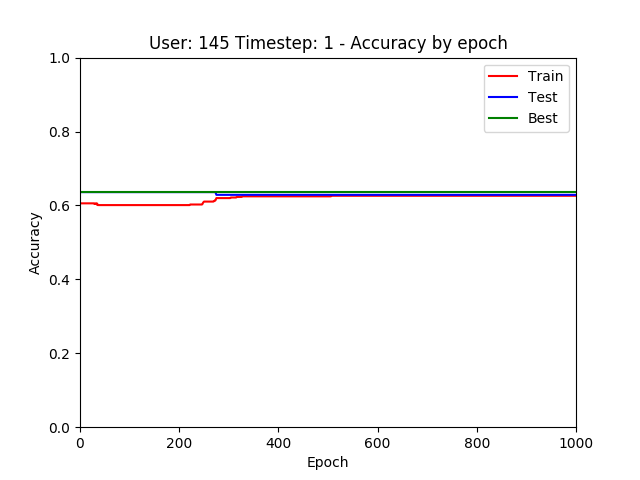 User: 145 Timestep: 1 - Accuracy by epoch
Train
Test
Best
1.0
0.8
0.6
0.4
0.2
0.0
Accuracy
0 200 400 600 800 1000
Epoch